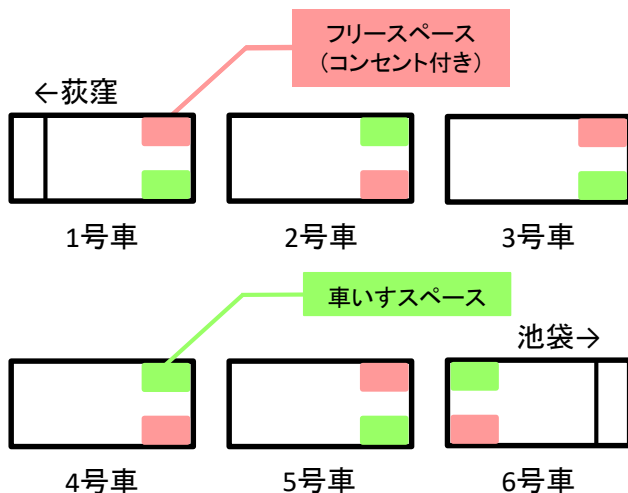 フリースペース
（コンセント付き）
←荻窪
1号車
2号車
3号車
車いすスペース
池袋→
4号車
5号車
6号車